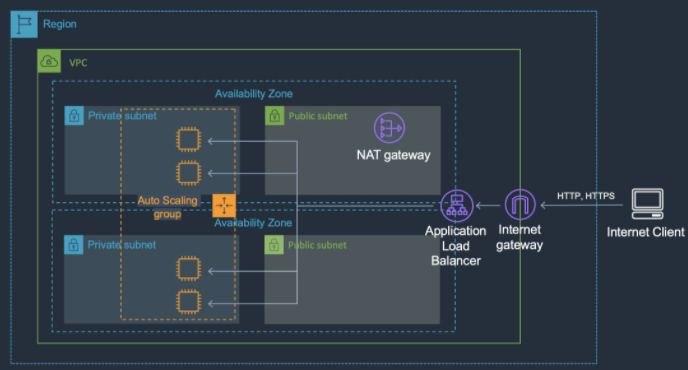 Region
VPC
Availability Zone
Private subnet
Public subnet
NAT gateway
Auto Scaling
group
Availability Zone
Private subnet
Public subnet
Application
Load
Balancer
Internet
gateway
HTTP, HTTPS
Internet Client